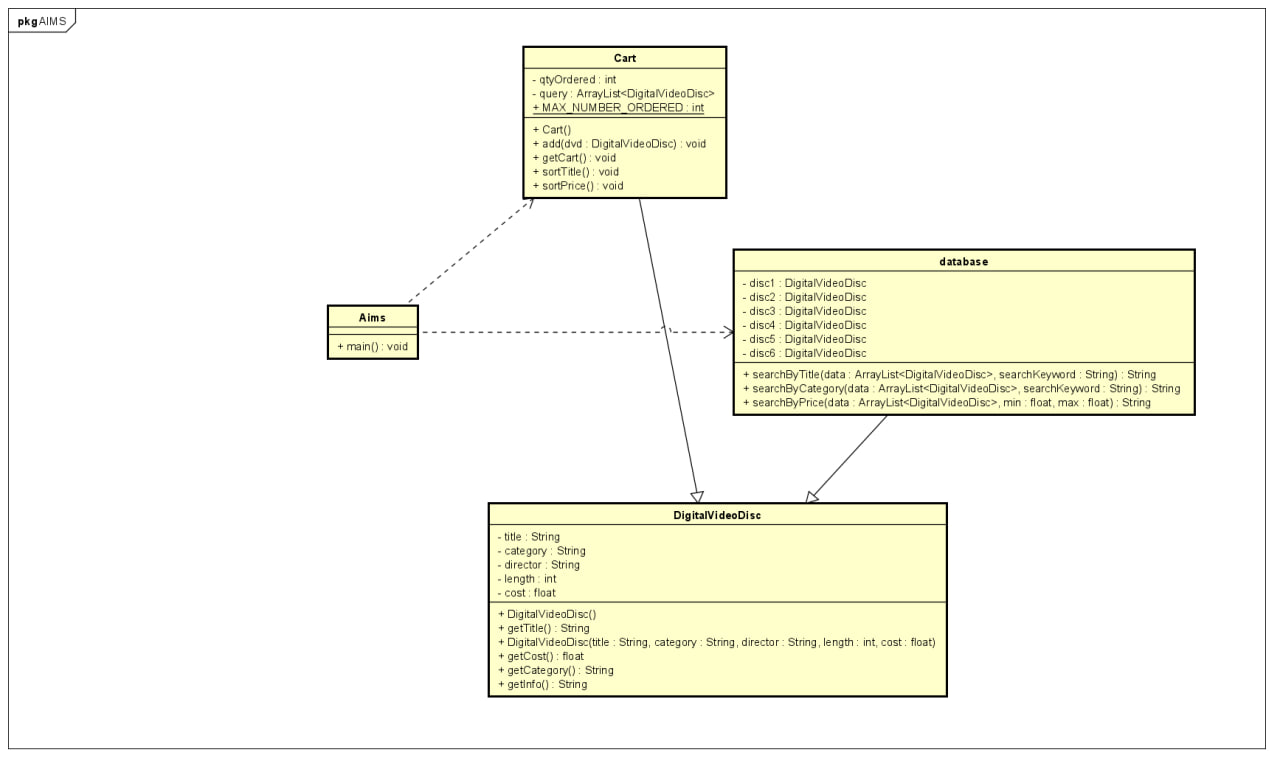 pkg AIMS
Cart
- qtyOrdered : int
- query : ArrayList<DigitalVideoDisc>
+ MAX_NUMBER_ORDERED : int
+ Cart()
+ add(dvd : DigitalVideoDisc) : void
+ getCart() : void
+ sortTitle() : void
+ sortPrice() : void
database
- disc1 : DigitalVideoDisc
- disc2 : DigitalVideoDisc
- disc3 : DigitalVideoDisc
- disc4 : DigitalVideoDisc
- disc5 : DigitalVideoDisc
- disc6 : DigitalVideoDisc
+ searchByTitle(data : ArrayList<DigitalVideoDisc>, searchKeyword : String) : String
+ searchByCategory(data : ArrayList<DigitalVideoDisc>, searchKeyword : String) : String
+ searchByPrice(data : ArrayList<DigitalVideoDisc>, min : float, max : float) : String
Aims
+ main() : void
DigitalVideoDisc
- title : String
- category : String
- director : String
- length : int
- cost : float
+ DigitalVideoDisc()
+ getTitle() : String
+ DigitalVideoDisc(title : String, category : String, director : String, length : int, cost : float)
+ getCost() : float
+ getCategory() : String
+ getInfo() : String